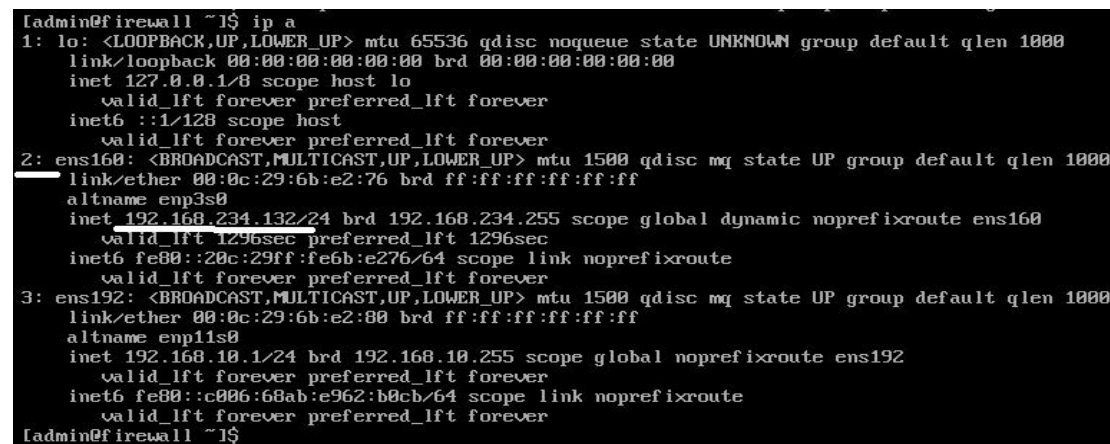 [admin@firewall ~]$ ip a
1: lo: <LOOPBACK,UP,LOWER_UP> mtu 65536 qdisc noqueue state UNKNOWN group default qlen 1000
    link/loopback 00:00:00:00:00:00 brd 00:00:00:00:00:00
    inet 127.0.0.1/8 scope host lo
       valid_lft forever preferred_lft forever
    inet6 ::1/128 scope host
       valid_lft forever preferred_lft forever
2: ens160: <BROADCAST,MULTICAST,UP,LOWER_UP> mtu 1500 qdisc mq state UP group default qlen 1000
    link/ether 00:0c:29:6b:e2:76 brd ff:ff:ff:ff:ff:ff
    altname enp3s0
    inet 192.168.234.132/24 brd 192.168.234.255 scope global dynamic noprefixroute ens160
       valid_lft 1296sec preferred_lft 1296sec
    inet6 fe80::20c:29ff:fe6b:e276/64 scope link noprefixroute
       valid_lft forever preferred_lft forever
3: ens192: <BROADCAST,MULTICAST,UP,LOWER_UP> mtu 1500 qdisc mq state UP group default qlen 1000
    link/ether 00:0c:29:6b:e2:80 brd ff:ff:ff:ff:ff:ff
    altname enp11s0
    inet 192.168.10.1/24 brd 192.168.10.255 scope global noprefixroute ens192
       valid_lft forever preferred_lft forever
    inet6 fe80::c006:68ab:e962:b0cb/64 scope link noprefixroute
       valid_lft forever preferred_lft forever
[admin@firewall ~]$